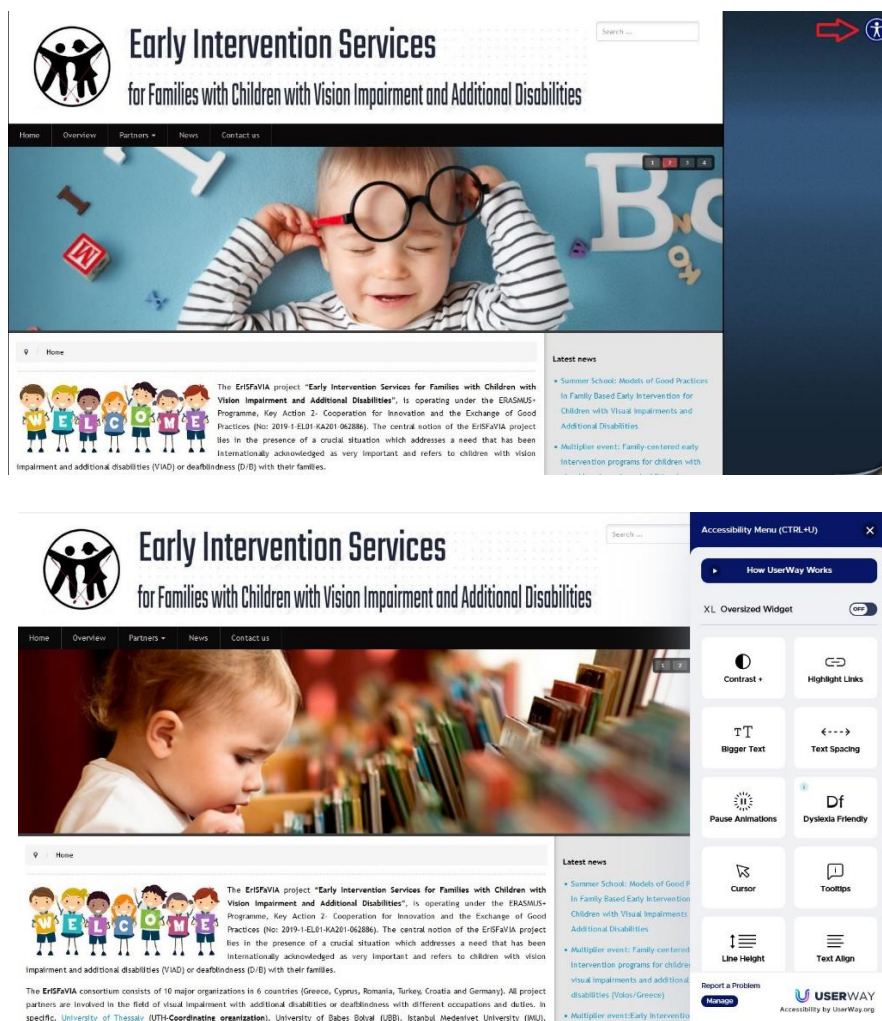 Early Intervention Services
for Families with Children with Vision Impairment and Additional Disabilities
Search ...
Home Overview Partners News Contact us
1 2 3 4
B
M
N
Home
WELCOME
The ErISFaVIA project "Early Intervention Services for Families with Children with
Vision Impairment and Additional Disabilities", is operating under the ERASMUS+
Programme, Key Action 2- Cooperation for Innovation and the Exchange of Good
Practices (No: 2019-1-EL01-KA201-062886). The central notion of the ErISFaVIA project
lies in the presence of a crucial situation which addresses a need that has been
internationally acknowledged as very important and refers to children with vision
impairment and additional disabilities (VIAD) or deafblindness (D/B) with their families.
Latest news
Summer School: Models of Good Practices
in Family Based Early Intervention for
Children with Visual Impairments and
Additional Disabilities
Multiplier event: Family-centered early
intervention programs for children with
Early Intervention Services
for Families with Children with Vision Impairment and Additional Disabilities
Search ...
Home Overview Partners News Contact us
1 2
Home
WELCOME
The ErISFaVIA project "Early Intervention Services for Families with Children with
Vision Impairment and Additional Disabilities", is operating under the ERASMUS+
Programme, Key Action 2- Cooperation for Innovation and the Exchange of Good
Practices (No: 2019-1-EL01-KA201-062886). The central notion of the ErISFaVIA project
lies in the presence of a crucial situation which addresses a need that has been
internationally acknowledged as very important and refers to children with vision
impairment and additional disabilities (VIAD) or deafblindness (D/B) with their families.
The ErISFaVIA consortium consists of 10 major organizations in 6 countries (Greece, Cyprus, Romania, Turkey, Croatia and Germany). All project
partners are involved in the field of visual impairment with additional disabilities or deafblindness with different occupations and duties. In
specific, University of Thessaly (UTH-Coordinating organization), University of Babes Bolyai (UBB), Istanbul Medeniyet University (IMU),
Latest news
Summer School: Models of Good P
in Family Based Early Intervention
Children with Visual Impairments
Additional Disabilities
Multiplier event: Family-centered
intervention programs for childre
visual impairments and additional
disabilities (Volos/Greece)
Multiplier event:Early Interventio
Accessibility Menu (CTRL+U) X
How UserWay Works
XL Oversized Widget OFF
Contrast + Highlight Links
Bigger Text Text Spacing
Pause Animations Df Dyslexia Friendly
Cursor Tooltips
Line Height Text Align
Report a Problem
Manage
USERWAY
Accessibility by UserWay.org